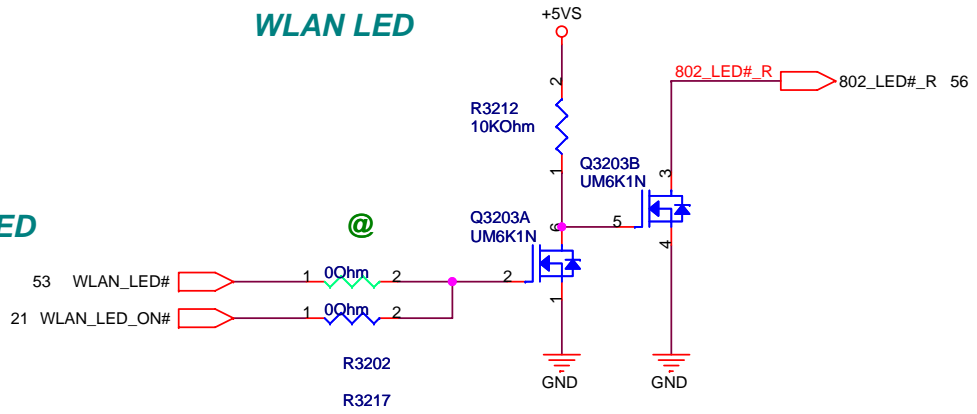 WLAN LED
+5VS
2
802_LED#_R
802_LED#_R 56
R3212
10KOhm
1
Q3203B
UM6K1N
3
5
4
ED
@
Q3203A
UM6K1N
6
2
1
53 WLAN_LED#
1 0Ohm 2
21 WLAN_LED_ON#
1 0Ohm 2
R3202
R3217
GND
GND